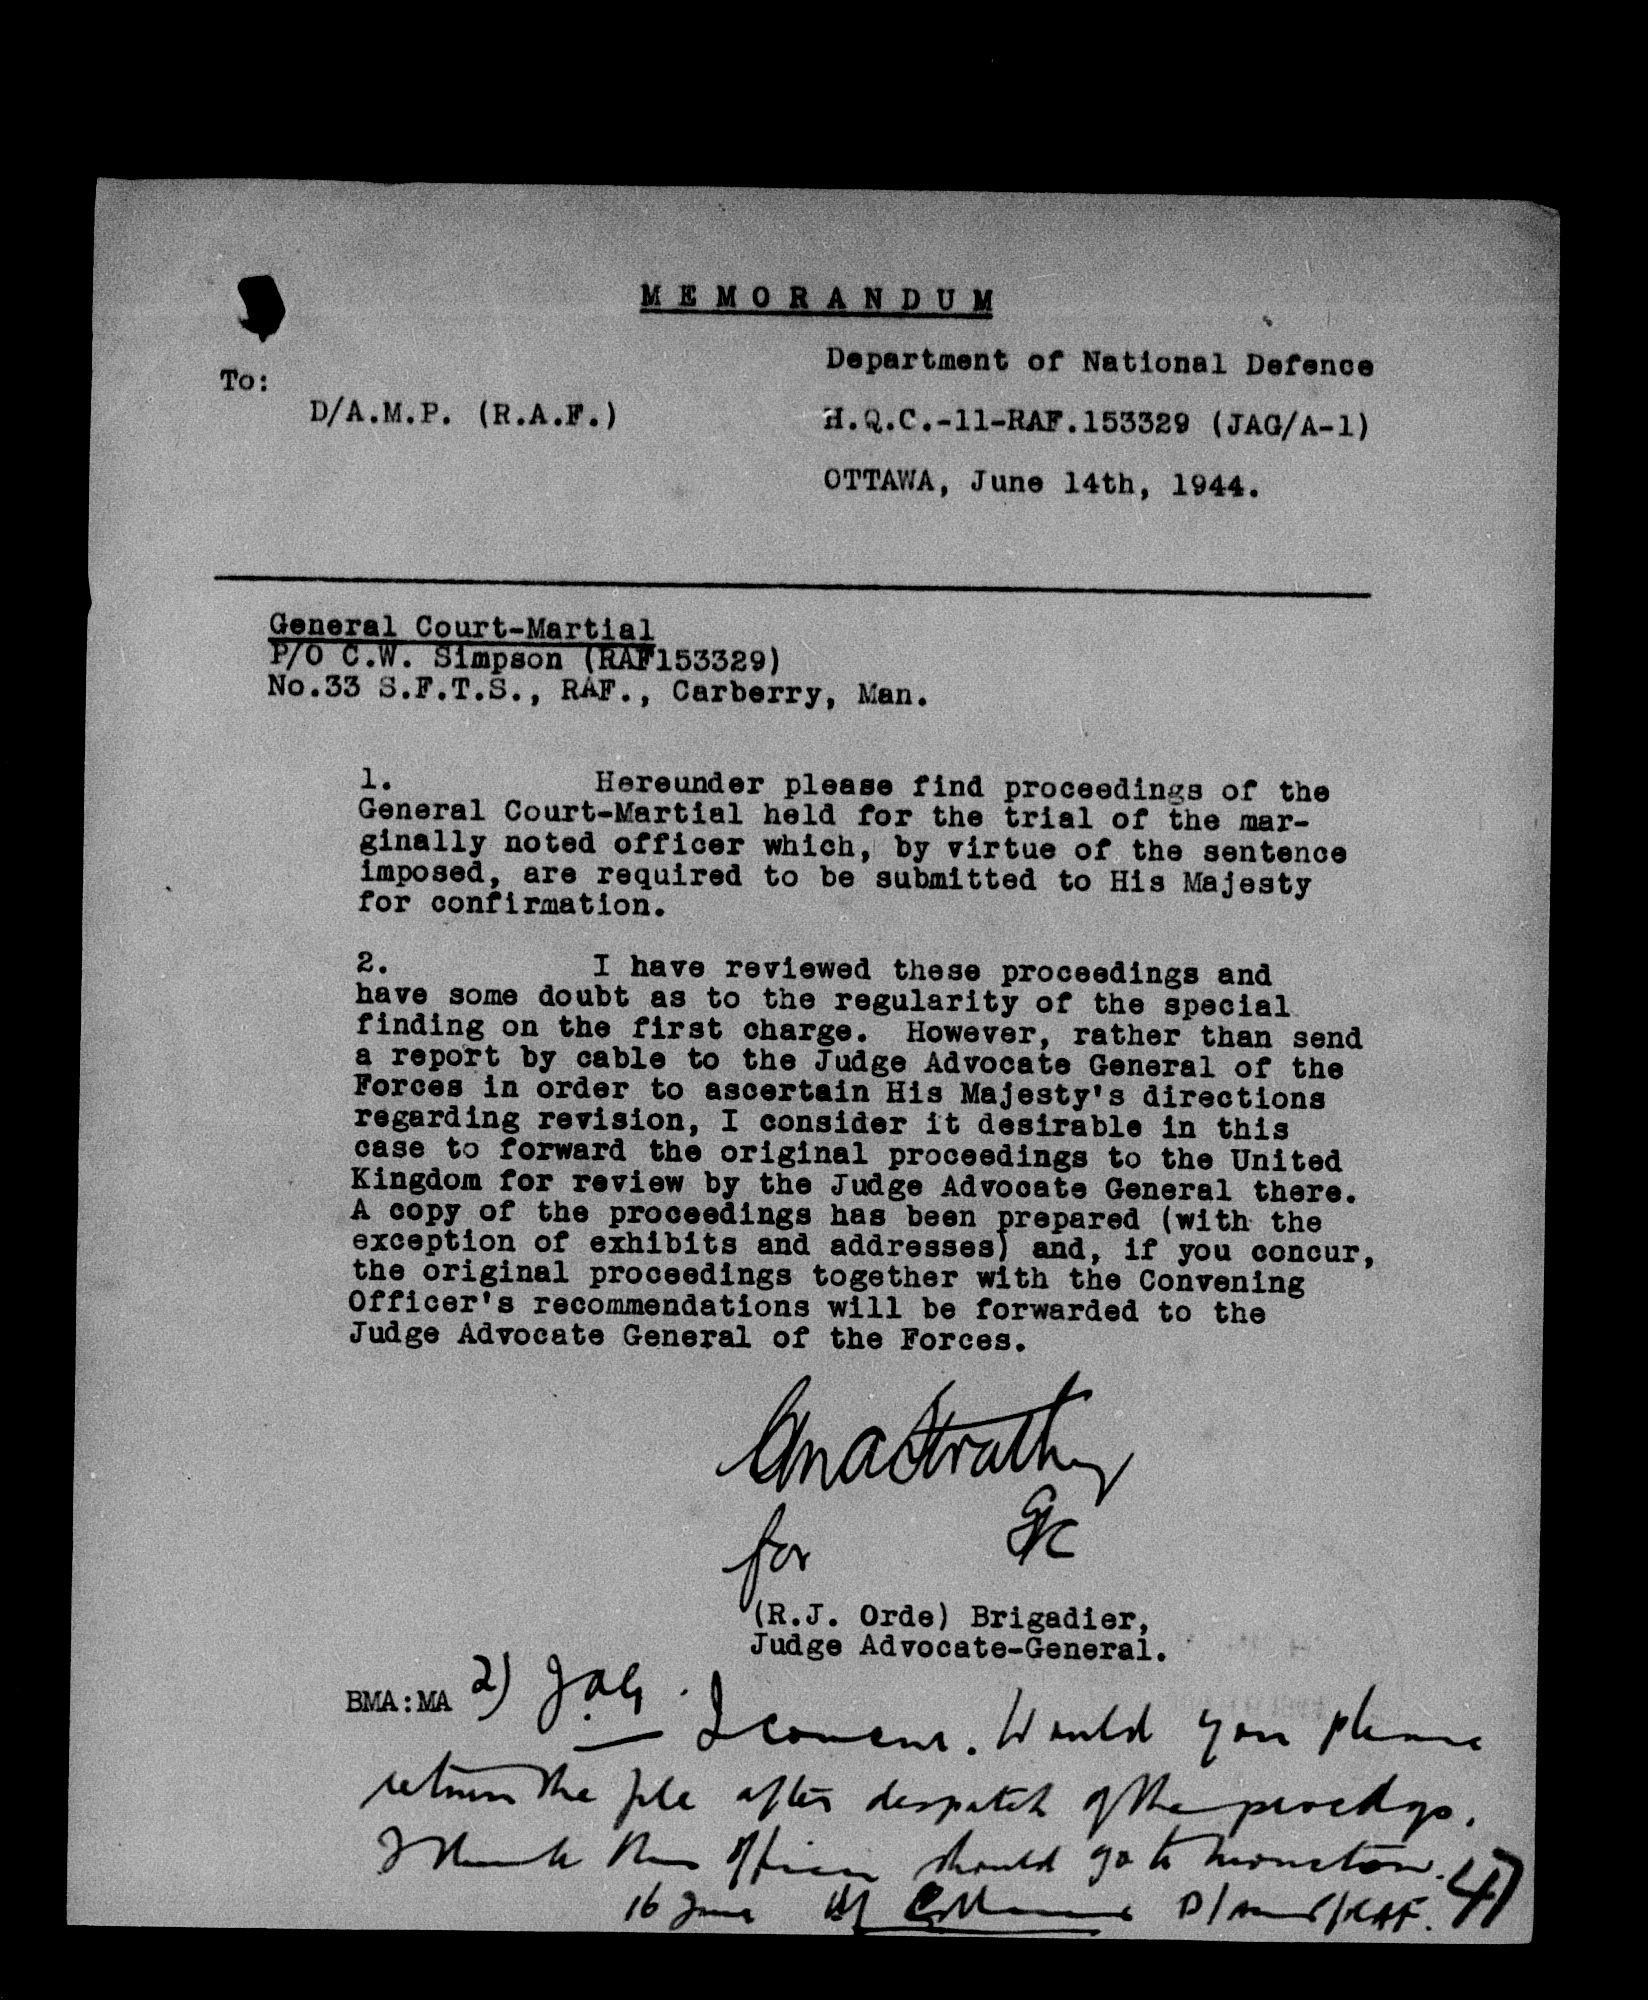 MEMORANDUM
Department of National Defence
To:
D/A.M.P. (R.A.F.)
H.Q.C.-11-RAF.153329 (JAG/A-1)
OTTAWA, June 14th, 1944.
General Court-Martial
P/O C.W. Simpson (RAF153329)
No.33 S.F.T.S., RAF., Carberry, Man.
1. Hereunder please find proceedings of the
General Court-Martial held for the trial of the mar-
ginally noted officer which, by virtue of the sentence
imposed, are required to be submitted to His Majesty
for confirmation.
2. I have reviewed these proceedings and
have some doubt as to the regularity of the special
finding on the first charge. However, rather than send
a report by cable to the Judge Advocate General of the
Forces in order to ascertain His Majesty's directions
regarding revision, I consider it desirable in this
case to forward the original proceedings to the United
Kingdom for review by the Judge Advocate General there.
A copy of the proceedings has been prepared (with the
exception of exhibits and addresses) and, if you concur,
the original proceedings together with the Convening
Officer's recommendations will be forwarded to the
Judge Advocate General of the Forces.
for G/C
(R.J. Orde) Brigadier,
Judge Advocate-General.
BMA:MA 2) JAG.
I concur. Would you please
return the file after despatch of the procedgs.
I think this officer should go to Moncton.
16 June D/AMP/RAF. 47